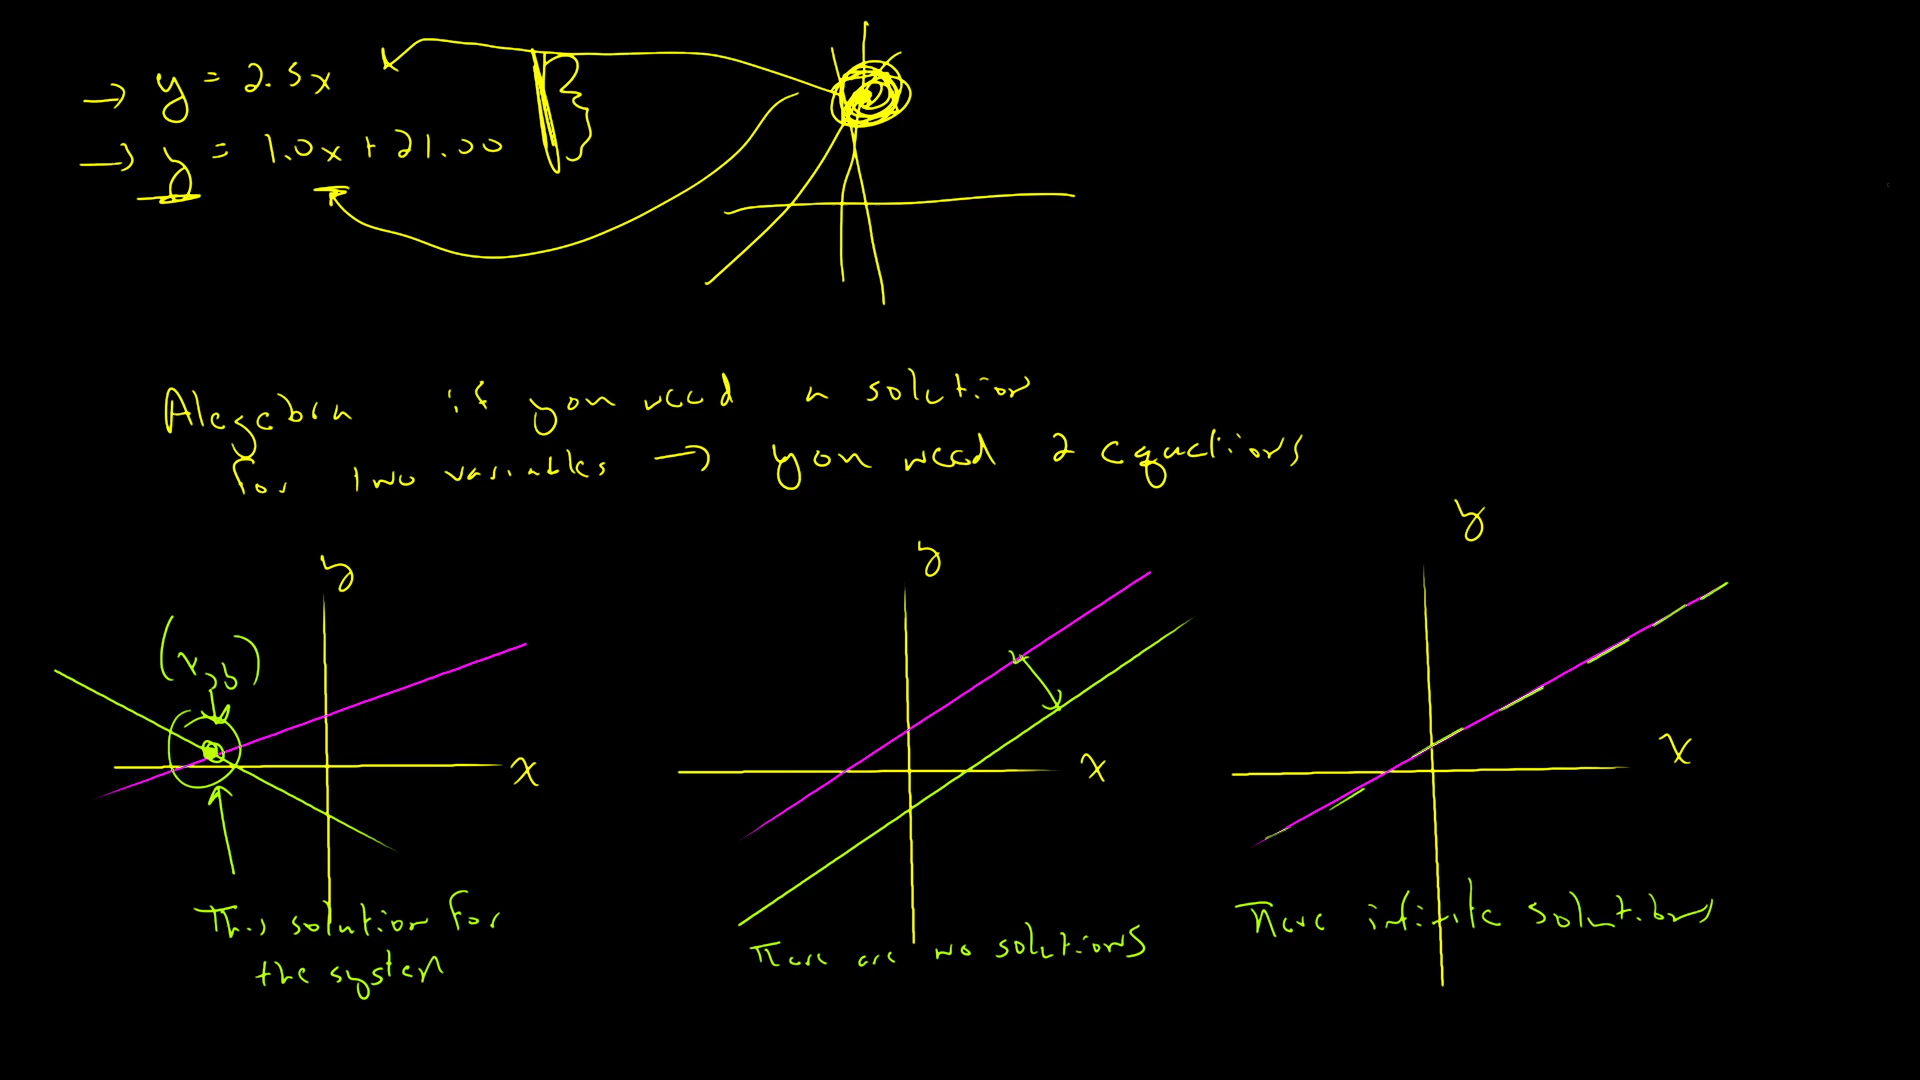 → y = 2.5x
→ y = 1.0x + 21.00
Alegebra if you need a solution
for two variables → you need 2 equations
y
y
y
(x, y)
x
x
x
This solution for
the system
There are no solutions
There infinite solutions